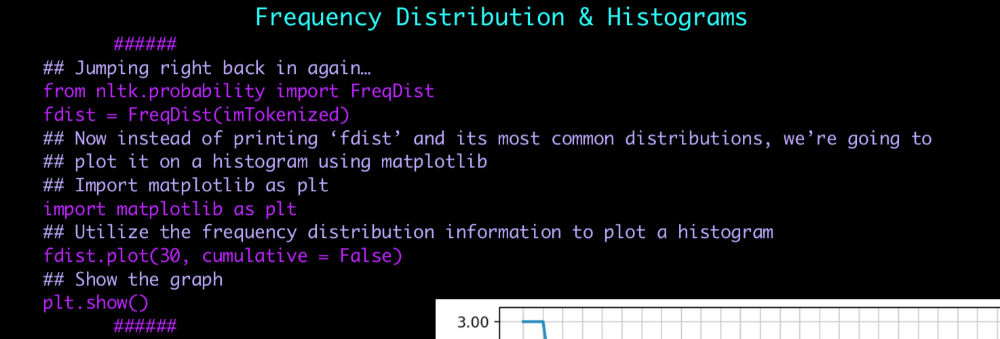 Frequency Distribution & Histograms
######
## Jumping right back in again…
from nltk.probability import FreqDist
fdist = FreqDist(imTokenized)
## Now instead of printing ‘fdist’ and its most common distributions, we’re going to
## plot it on a histogram using matplotlib
## Import matplotlib as plt
import matplotlib as plt
## Utilize the frequency distribution information to plot a histogram
fdist.plot(30, cumulative = False)
## Show the graph
plt.show()
######
3.00